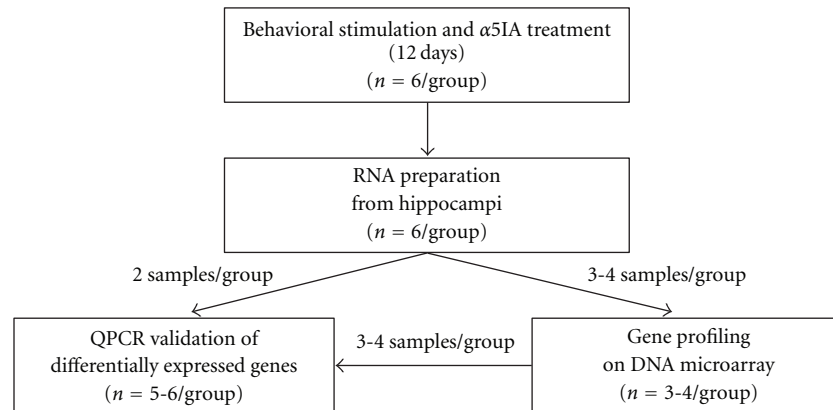 Behavioral stimulation and α5IA treatment
(12 days)
(n = 6/group)
RNA preparation
from hippocampi
(n = 6/group)
2 samples/group
3-4 samples/group
QPCR validation of
differentially expressed genes
(n = 5-6/group)
3-4 samples/group
Gene profiling
on DNA microarray
(n = 3-4/group)